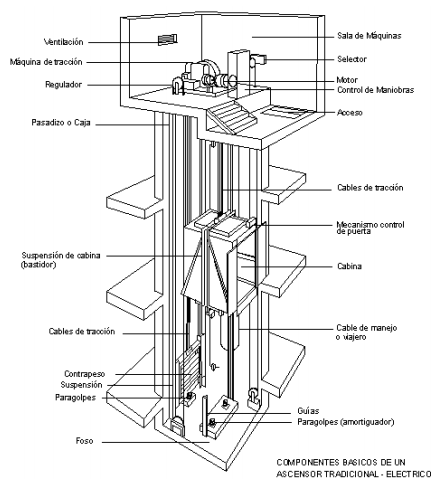 Ventilación
Sala de Máquinas
Máquina de tracción
Selector
Regulador
Motor
Control de Maniobras
Acceso
Pasadizo o Caja
Cables de tracción
Mecanismo control
de puerta
Suspensión de cabina
(bastidor)
Cabina
Cables de tracción
Cable de manejo
o viajero
Contrapeso
Suspensión
Paragolpes
Guías
Paragolpes (amortiguador)
Foso
COMPONENTES BASICOS DE UN
ASCENSOR TRADICIONAL - ELECTRICO